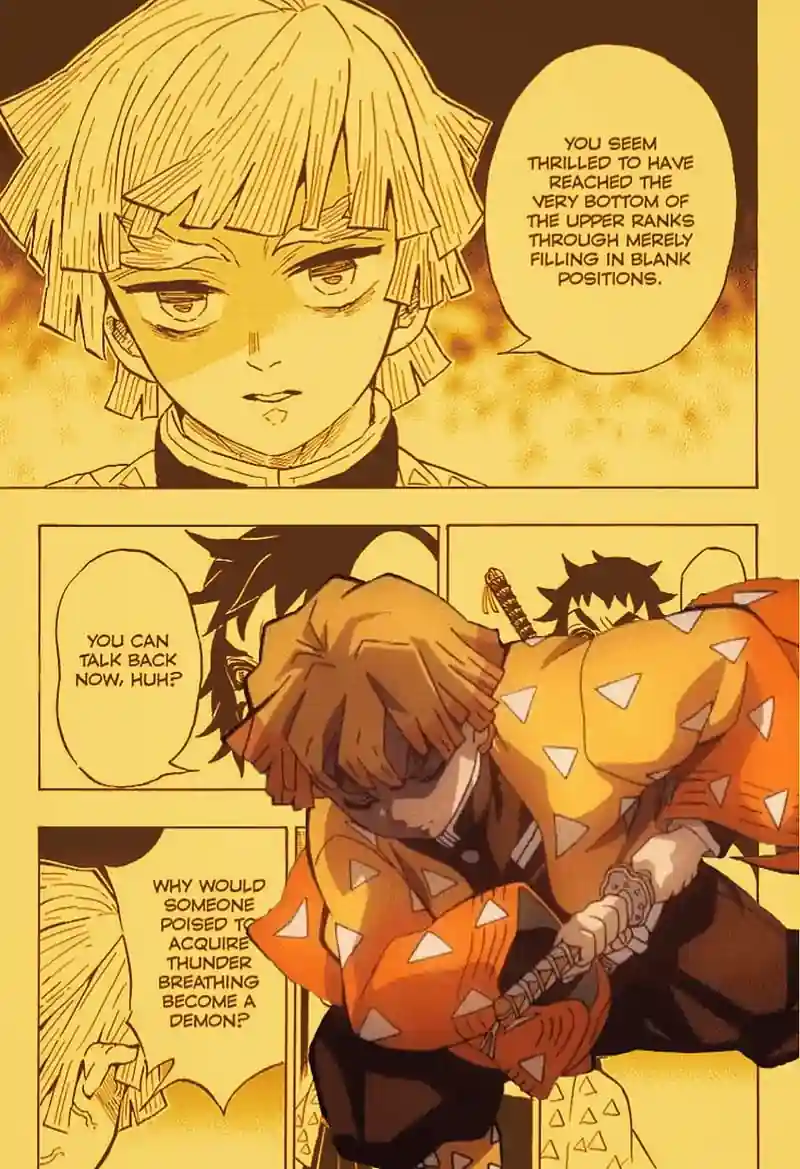 YOU SEEM
THRILLED TO HAVE
REACHED THE
VERY BOTTOM OF
THE UPPER RANKS
THROUGH MERELY
FILLING IN BLANK
POSITIONS.
YOU CAN
TALK BACK
NOW, HUH?
WHY WOULD
SOMEONE
POISED TO
ACQUIRE
THUNDER
BREATHING
BECOME A
DEMON?